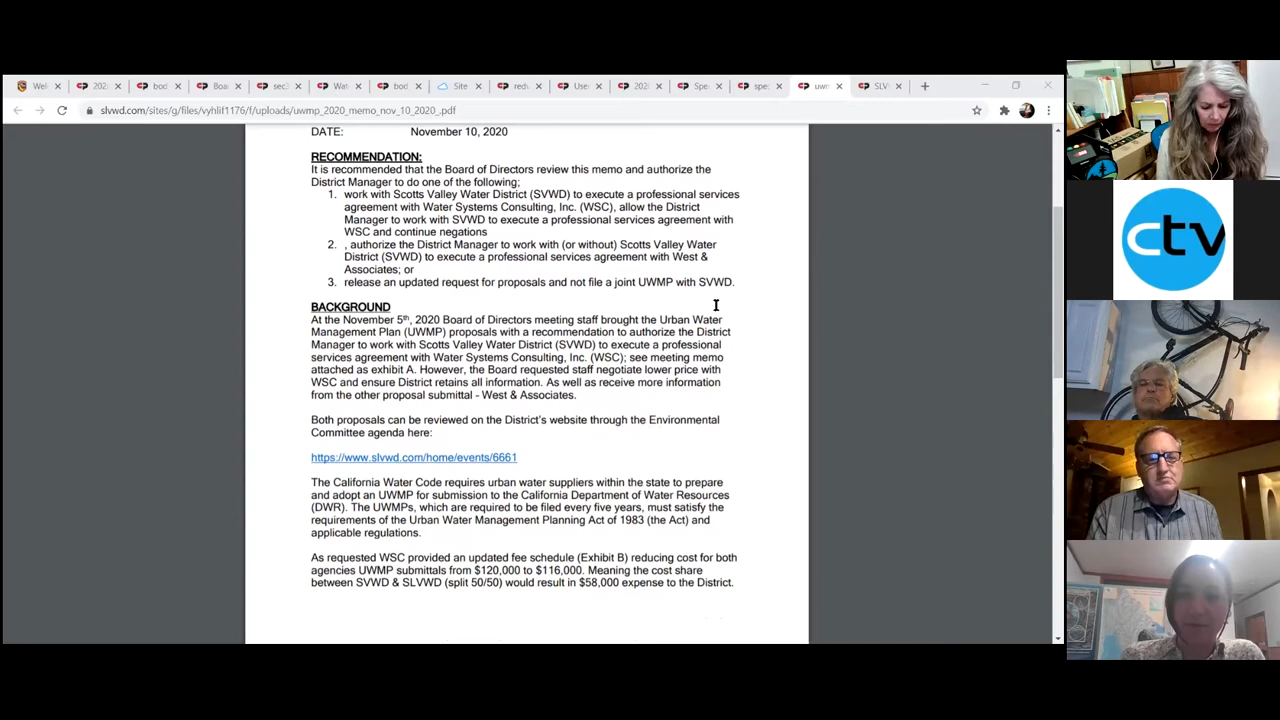 Wel
202
bod
Boa
sec3
Wat
bod
Site
redv
Use
202
Spe
spe
uwn
SLV
slvwd.com/sites/g/files/vyhlif1176/f/uploads/uwmp_2020_memo_nov_10_2020_.pdf
DATE: November 10, 2020
RECOMMENDATION:
It is recommended that the Board of Directors review this memo and authorize the
District Manager to do one of the following;
1. work with Scotts Valley Water District (SVWD) to execute a professional services
agreement with Water Systems Consulting, Inc. (WSC), allow the District
Manager to work with SVWD to execute a professional services agreement with
WSC and continue negations
2. , authorize the District Manager to work with (or without) Scotts Valley Water
District (SVWD) to execute a professional services agreement with West &
Associates; or
3. release an updated request for proposals and not file a joint UWMP with SVWD.
BACKGROUND
At the November 5th, 2020 Board of Directors meeting staff brought the Urban Water
Management Plan (UWMP) proposals with a recommendation to authorize the District
Manager to work with Scotts Valley Water District (SVWD) to execute a professional
services agreement with Water Systems Consulting, Inc. (WSC); see meeting memo
attached as exhibit A. However, the Board requested staff negotiate lower price with
WSC and ensure District retains all information. As well as receive more information
from the other proposal submittal - West & Associates.
Both proposals can be reviewed on the District's website through the Environmental
Committee agenda here:
https://www.slvwd.com/home/events/6661
The California Water Code requires urban water suppliers within the state to prepare
and adopt an UWMP for submission to the California Department of Water Resources
(DWR). The UWMPs, which are required to be filed every five years, must satisfy the
requirements of the Urban Water Management Planning Act of 1983 (the Act) and
applicable regulations.
As requested WSC provided an updated fee schedule (Exhibit B) reducing cost for both
agencies UWMP submittals from $120,000 to $116,000. Meaning the cost share
between SVWD & SLVWD (split 50/50) would result in $58,000 expense to the District.
ctv